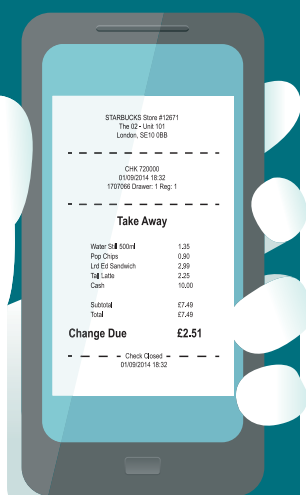 STARBUCKS Store #12671
The 02 - Unit 101
London, SE10 0BB
CHK 720000
01/09/2014 18:32
1707066 Drawer: 1 Reg: 1
Take Away
Water Still 500ml 1.35
Pop Chips 0.90
Lrd Ed Sandwich 2.99
Tall Latte 2.25
Cash 10.00
Subtotal £7.49
Total £7.49
Change Due £2.51
Check Closed
01/09/2014 18:32